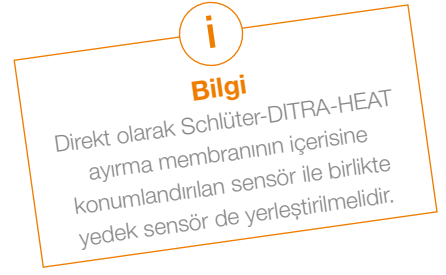 i
Bilgi
Direkt olarak Schlüter-DITRA-HEAT
ayırma membranının içerisine
konumlandırılan sensör ile birlikte
yedek sensör de yerleştirilmelidir.